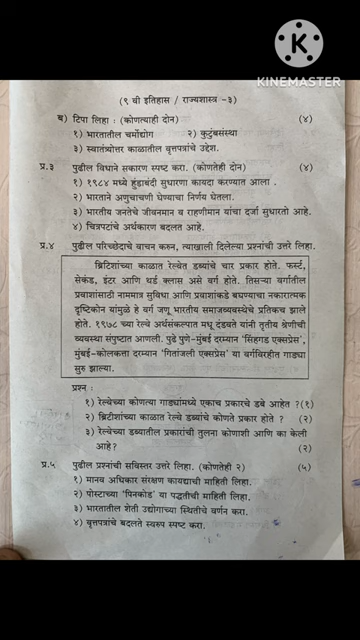 K
KINEMASTER
(९ वी इतिहास / राज्यशास्त्र -३)
ब) टिपा लिहा : (कोणत्याही दोन) (४)
१) भारतातील चर्मोद्योग २) कुटुंबसंस्था
३) स्वातंत्र्योत्तर काळातील वृत्तपत्रांचे उद्देश.
प्र.३ पुढील विधाने सकारण स्पष्ट करा. (कोणतेही दोन) (४)
१) १९८४ मध्ये हुंडाबंदी सुधारणा कायदा करण्यात आला .
२) भारताने अणुचाचणी घेण्याचा निर्णय घेतला.
३) भारतीय जनतेचे जीवनमान व राहणीमान यांचा दर्जा सुधारतो आहे.
४) चित्रपटांचे अर्थकारण बदलत आहे.
प्र.४ पुढील परिच्छेदाचे वाचन करुन, त्याखाली दिलेल्या प्रश्नांची उत्तरे लिहा.
ब्रिटिशांच्या काळात रेल्वेत डब्यांचे चार प्रकार होते. फर्स्ट,
सेकंड, इंटर आणि थर्ड क्लास असे वर्ग होते. तिसऱ्या वर्गातील
प्रवाशांसाठी नाममात्र सुविधा आणि प्रवाशांकडे बघण्याचा नकारात्मक
दृष्टिकोन यांमुळे हे वर्ग जणू भारतीय समाजव्यवस्थेचे प्रतिकच झाले
होते. १९७८ च्या रेल्वे अर्थसंकल्पात मधू दंडवते यांनी तृतीय श्रेणीची
व्यवस्था संपुष्टात आणली. पुढे पुणे-मुंबई दरम्यान 'सिंहगड एक्सप्रेस',
मुंबई-कोलकत्ता दरम्यान 'गितांजली एक्सप्रेस' या वर्गविरहीत गाड्या
सुरु झाल्या.
प्रश्न :
१) रेल्वेच्या कोणत्या गाड्यांमध्ये एकाच प्रकारचे डबे आहेत ? (१)
२) ब्रिटीशांच्या काळात रेल्वे डब्यांचे कोणते प्रकार होते ? (२)
३) रेल्वेच्या डब्यातील प्रकारांची तुलना कोणाशी आणि का केली
आहे? (२)
प्र.५ पुढील प्रश्नांची सविस्तर उत्तरे लिहा. (कोणतेही २) (५)
१) मानव अधिकार संरक्षण कायद्याची माहिती लिहा.
२) पोस्टाच्या 'पिनकोड' या पद्धतीची माहिती लिहा.
३) भारतातील शेती उद्योगाच्या स्थितीचे वर्णन करा.
४) वृत्तपत्रांचे बदलते स्वरुप स्पष्ट करा.